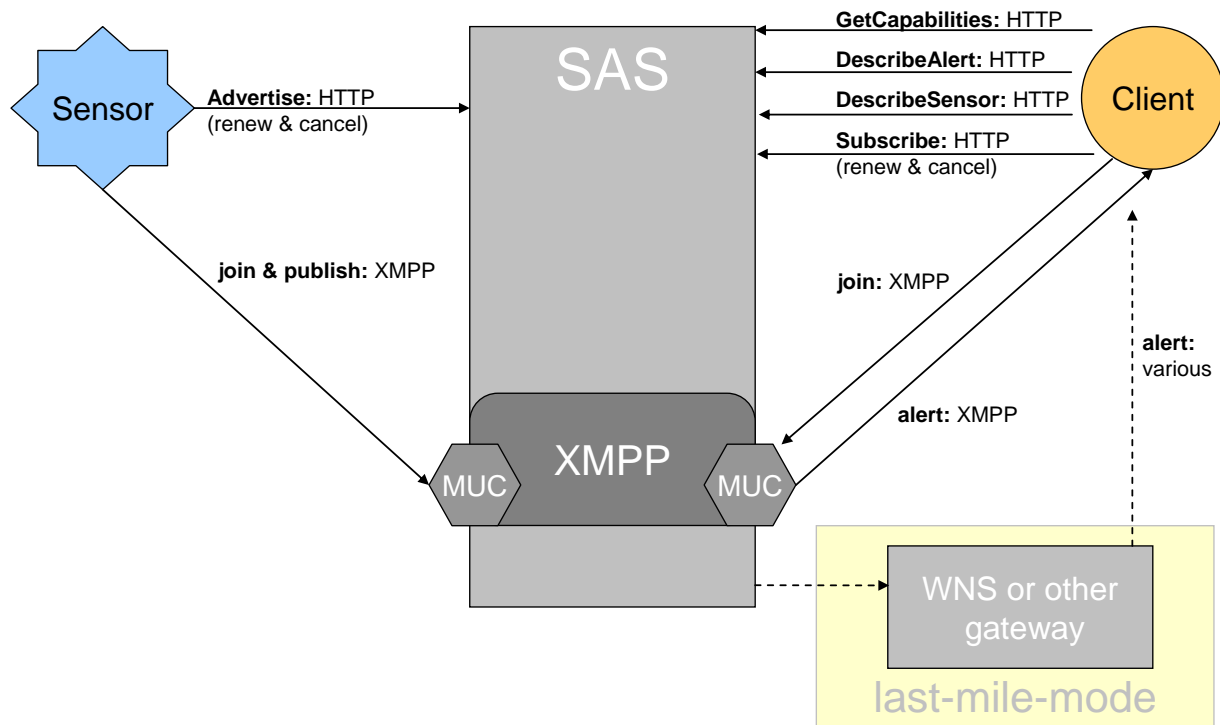 GetCapabilities: HTTP
SAS
DescribeAlert: HTTP
Sensor
Advertise: HTTP
(renew & cancel)
DescribeSensor: HTTP
Client
Subscribe: HTTP
(renew & cancel)
join & publish: XMPP
join: XMPP
alert:
various
alert: XMPP
XMPP
MUC
MUC
WNS or other
gateway
last-mile-mode